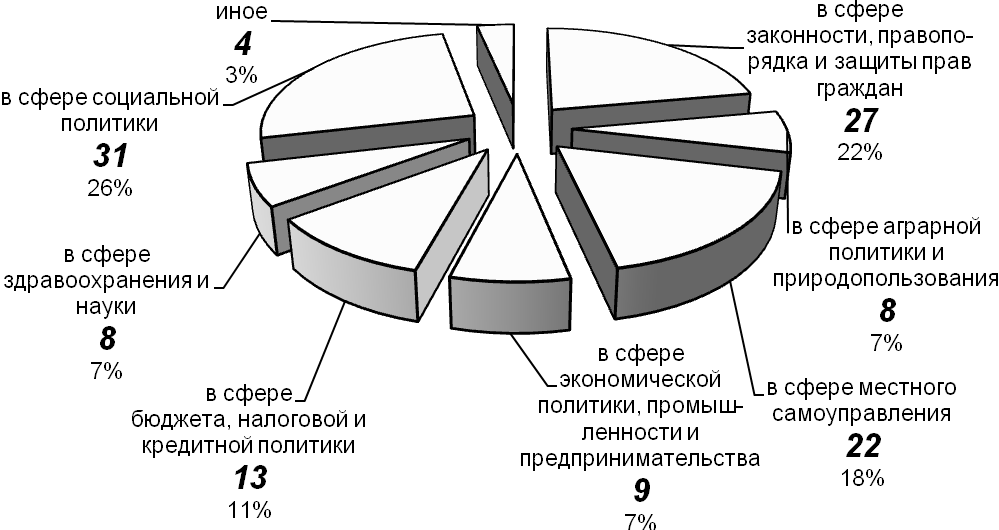 иное
4
3%
в сфере
законности, правопо-
рядка и защиты прав
граждан
27
22%
в сфере социальной
политики
31
26%
в сфере аграрной
политики и
природопользования
8
7%
в сфере
здравоохранения и
науки
8
7%
в сфере
экономической
политики, промыш-
ленности и
предпринимательства
9
7%
в сфере местного
самоуправления
22
18%
в сфере
бюджета, налоговой и
кредитной политики
13
11%